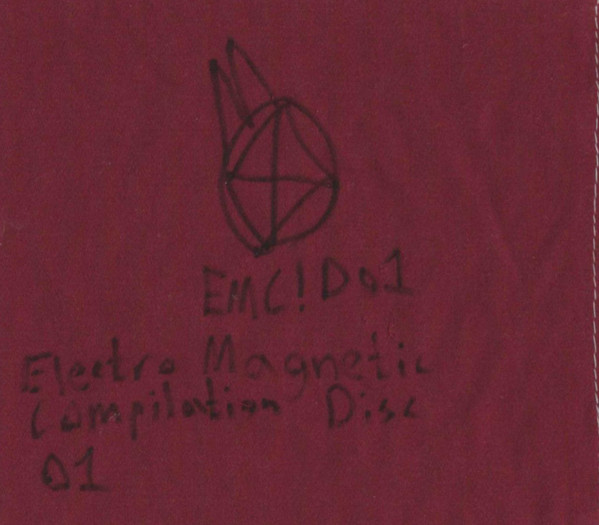 EMC!D01
Electro Magnetic
Compilation Disc
01